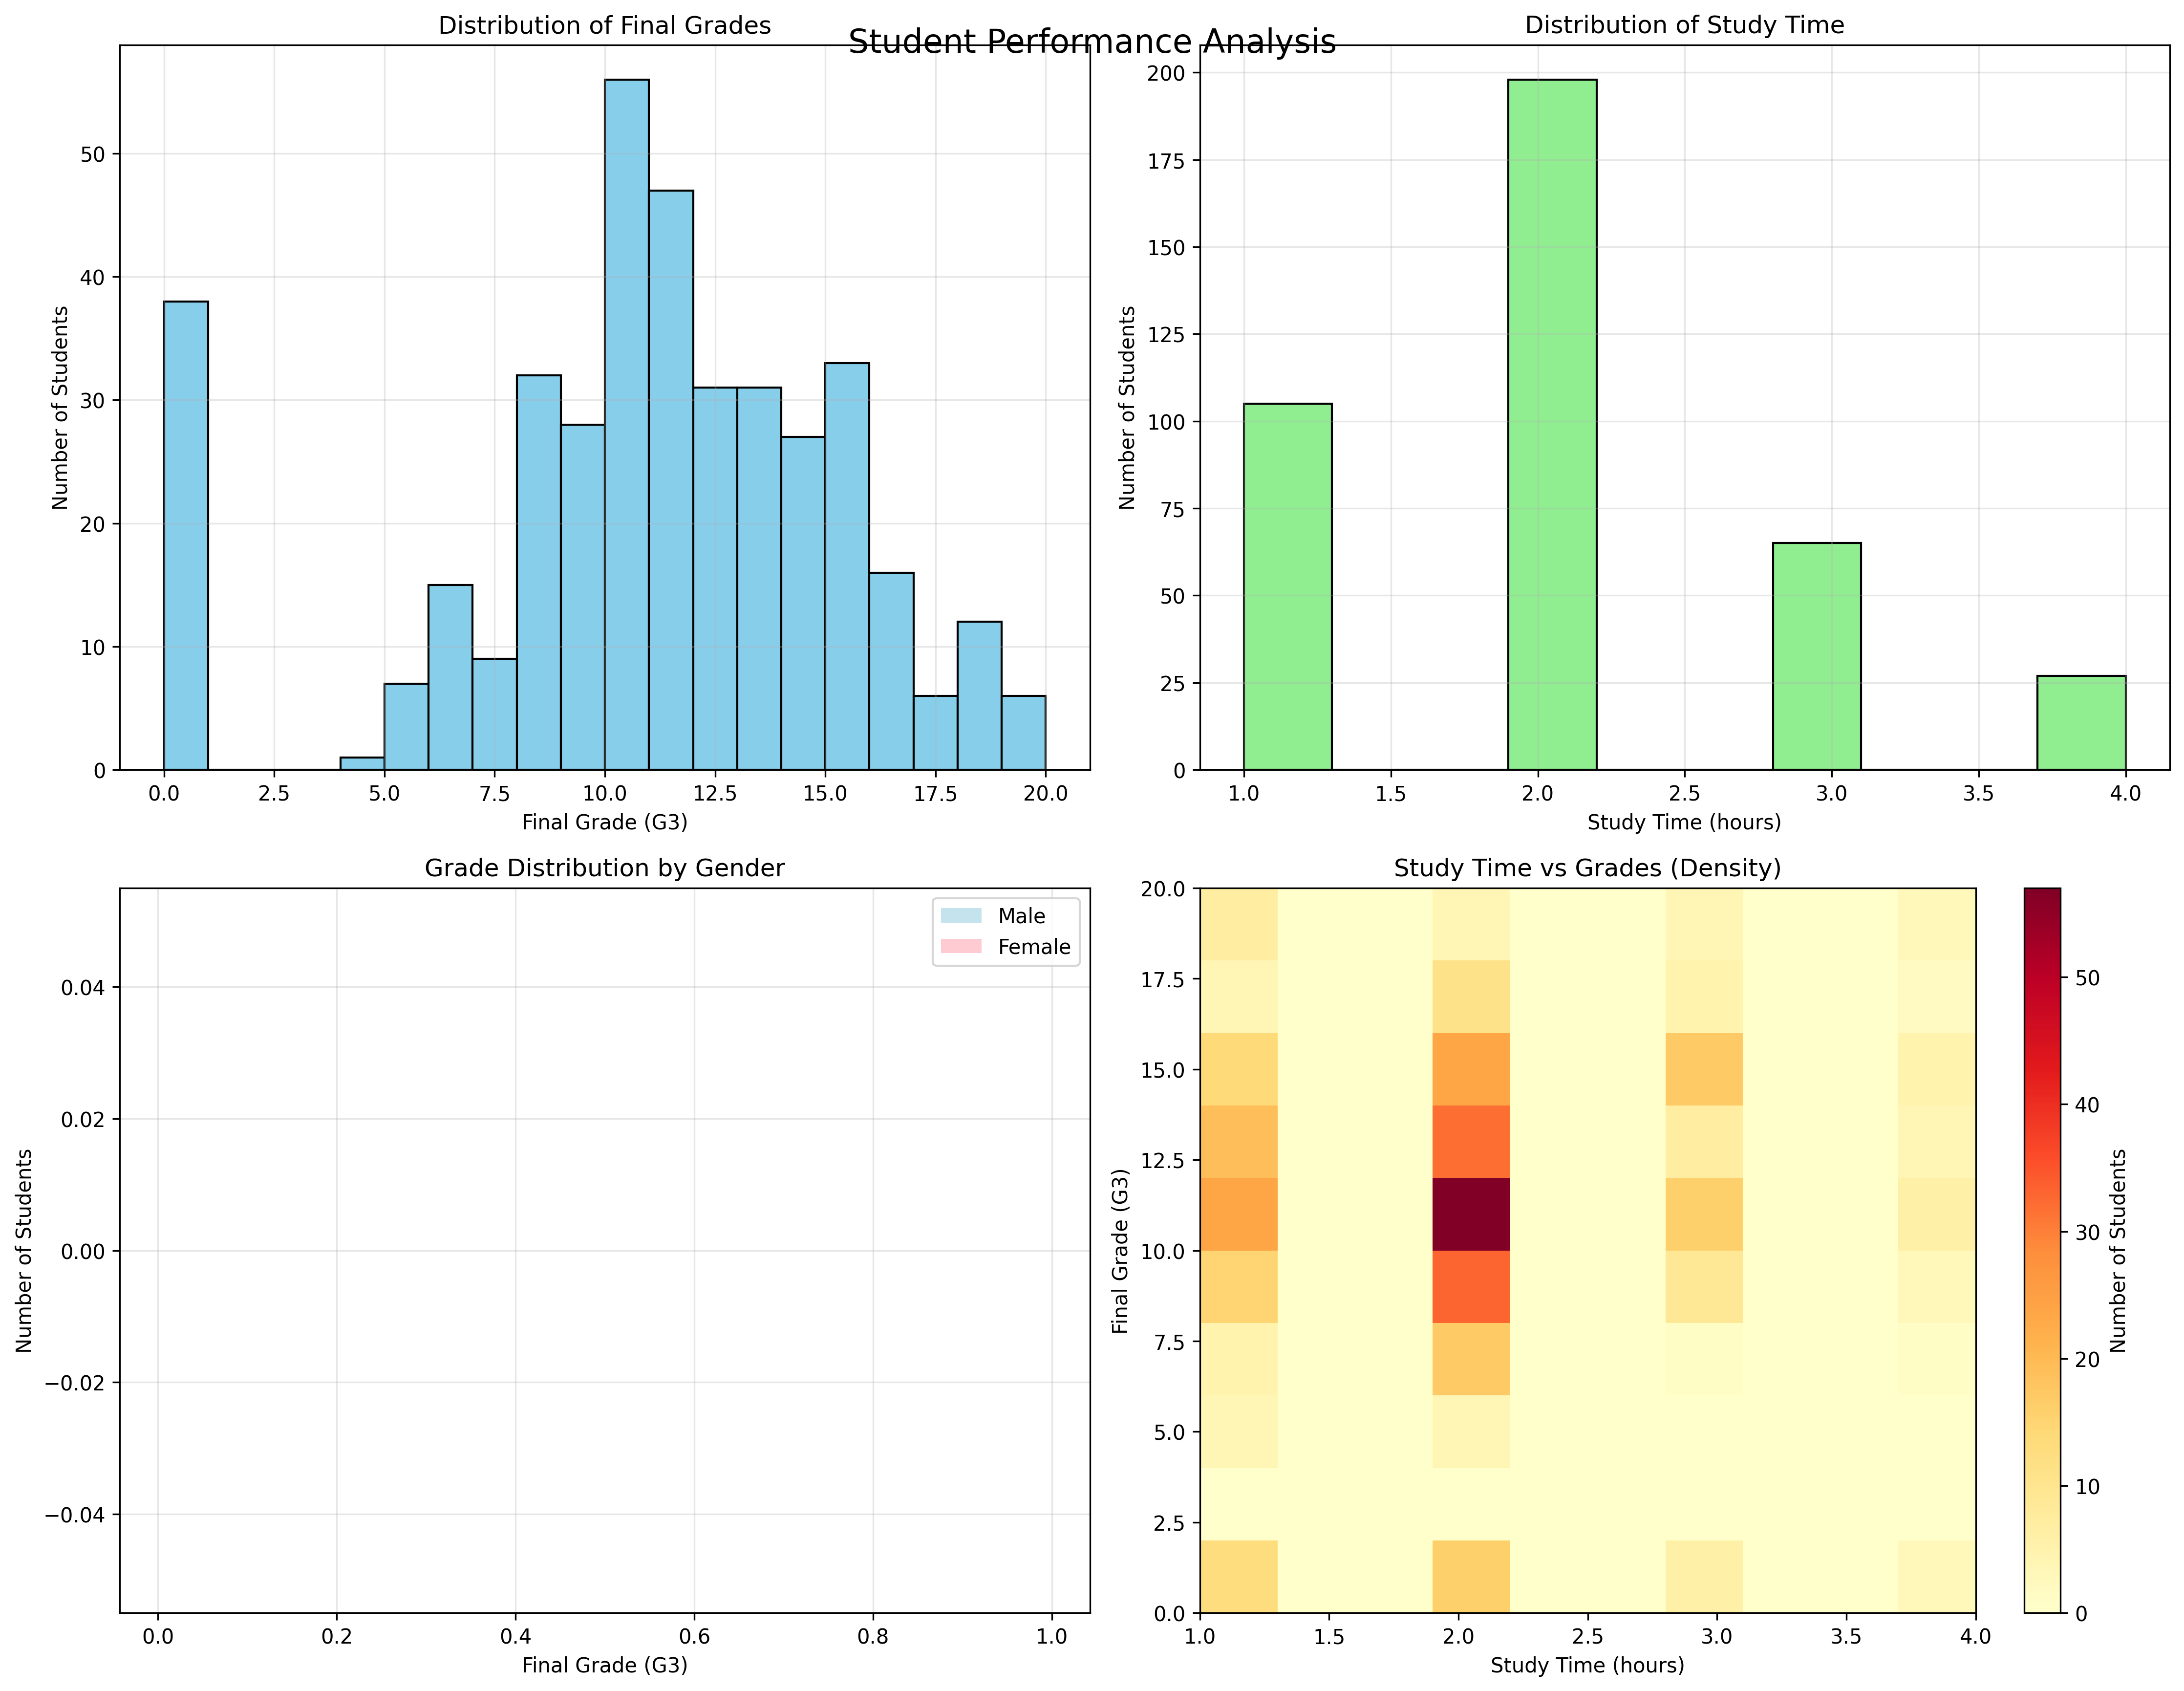 Student Performance Analysis
Distribution of Final Grades
Number of Students
50
40
30
20
10
0
0.0 2.5 5.0 7.5 10.0 12.5 15.0 17.5 20.0
Final Grade (G3)
Distribution of Study Time
Number of Students
200
175
150
125
100
75
50
25
0
1.0 1.5 2.0 2.5 3.0 3.5 4.0
Study Time (hours)
Grade Distribution by Gender
Male
Female
Number of Students
0.04
0.02
0.00
−0.02
−0.04
0.0 0.2 0.4 0.6 0.8 1.0
Final Grade (G3)
Study Time vs Grades (Density)
Final Grade (G3)
20.0
17.5
15.0
12.5
10.0
7.5
5.0
2.5
0.0
1.0 1.5 2.0 2.5 3.0 3.5 4.0
Study Time (hours)
50
40
30
20
10
0
Number of Students